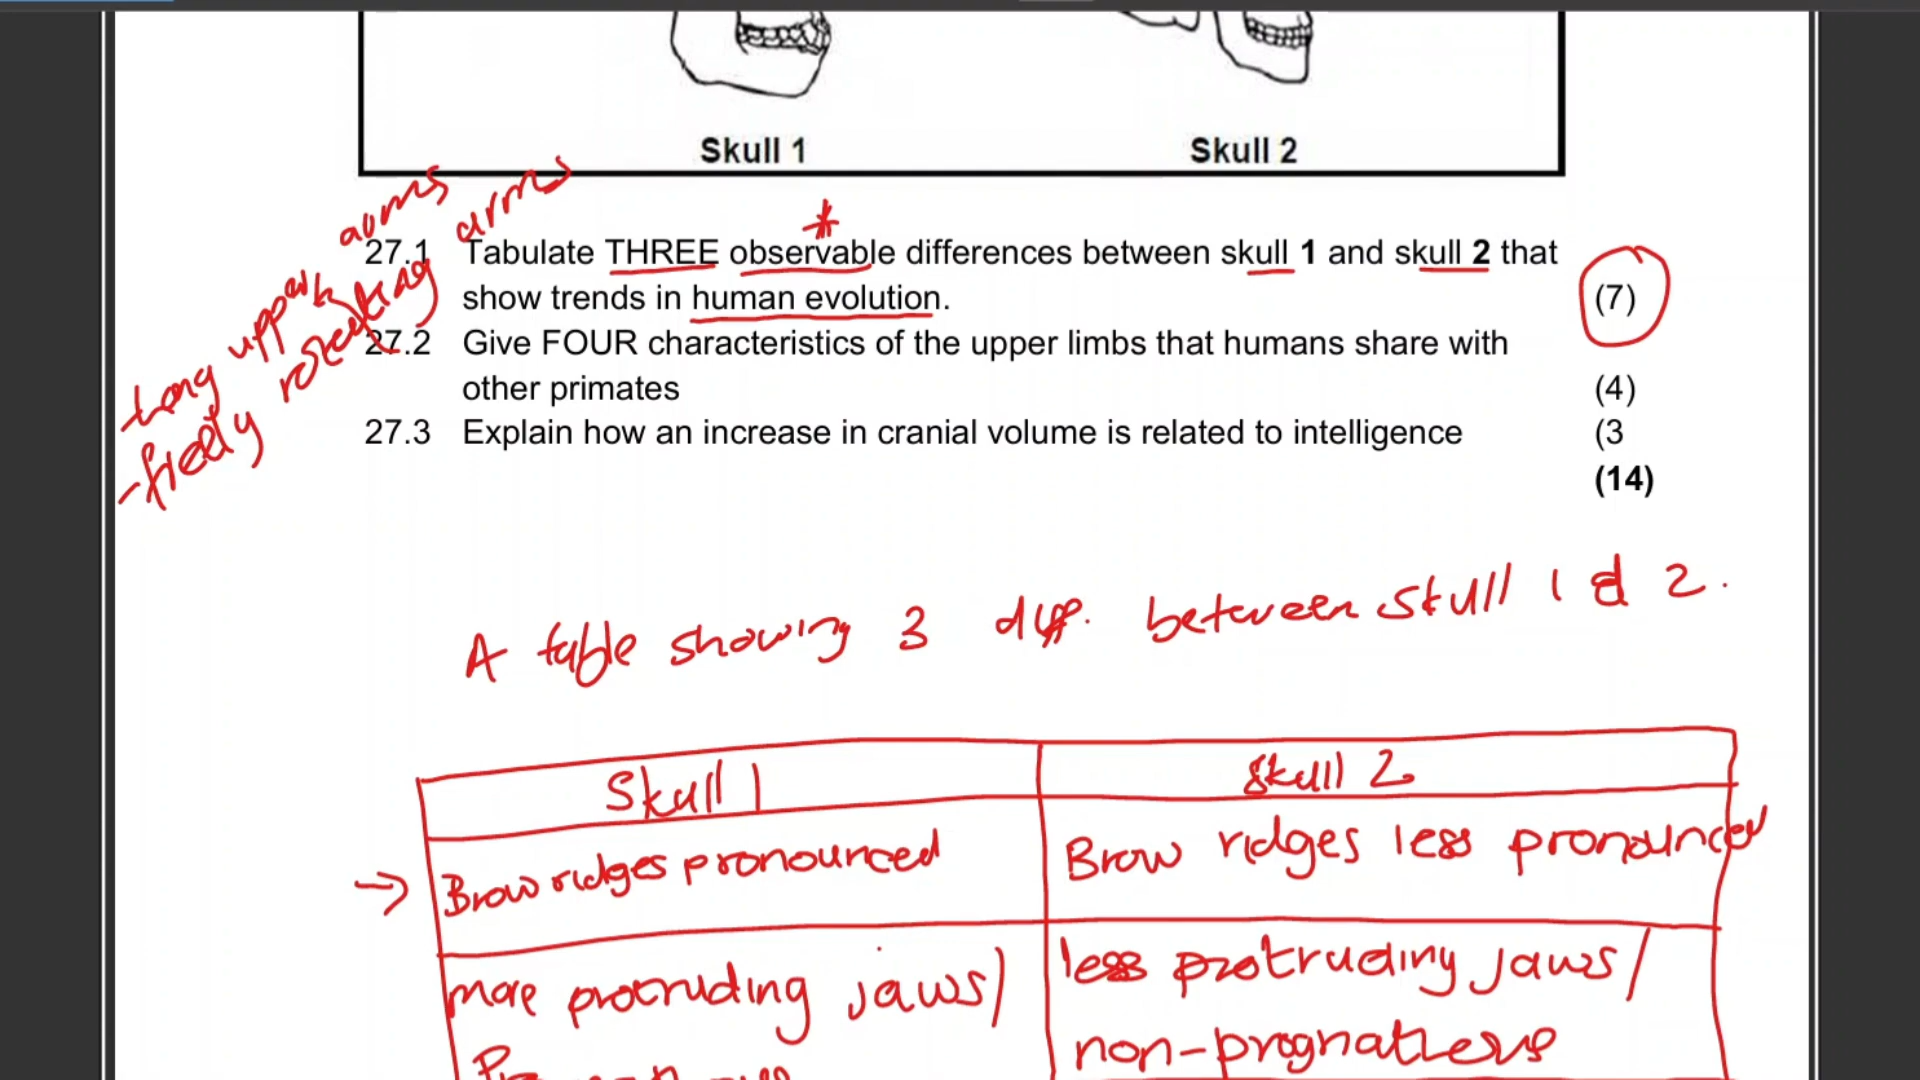 Skull 1 Skull 2
arms arms
27.1 Tabulate THREE observable differences between skull 1 and skull 2 that
show trends in human evolution. (7)
27.2 Give FOUR characteristics of the upper limbs that humans share with
other primates (4)
27.3 Explain how an increase in cranial volume is related to intelligence (3
(14)
-Long upper
-freely rotating
A table showing 3 diff. between Skull 1 & 2.
Skull 1 Skull 2
→ Brow ridges pronounced Brow ridges less pronounced
more protruding jaws/ less protruding jaws/
non-prognathous